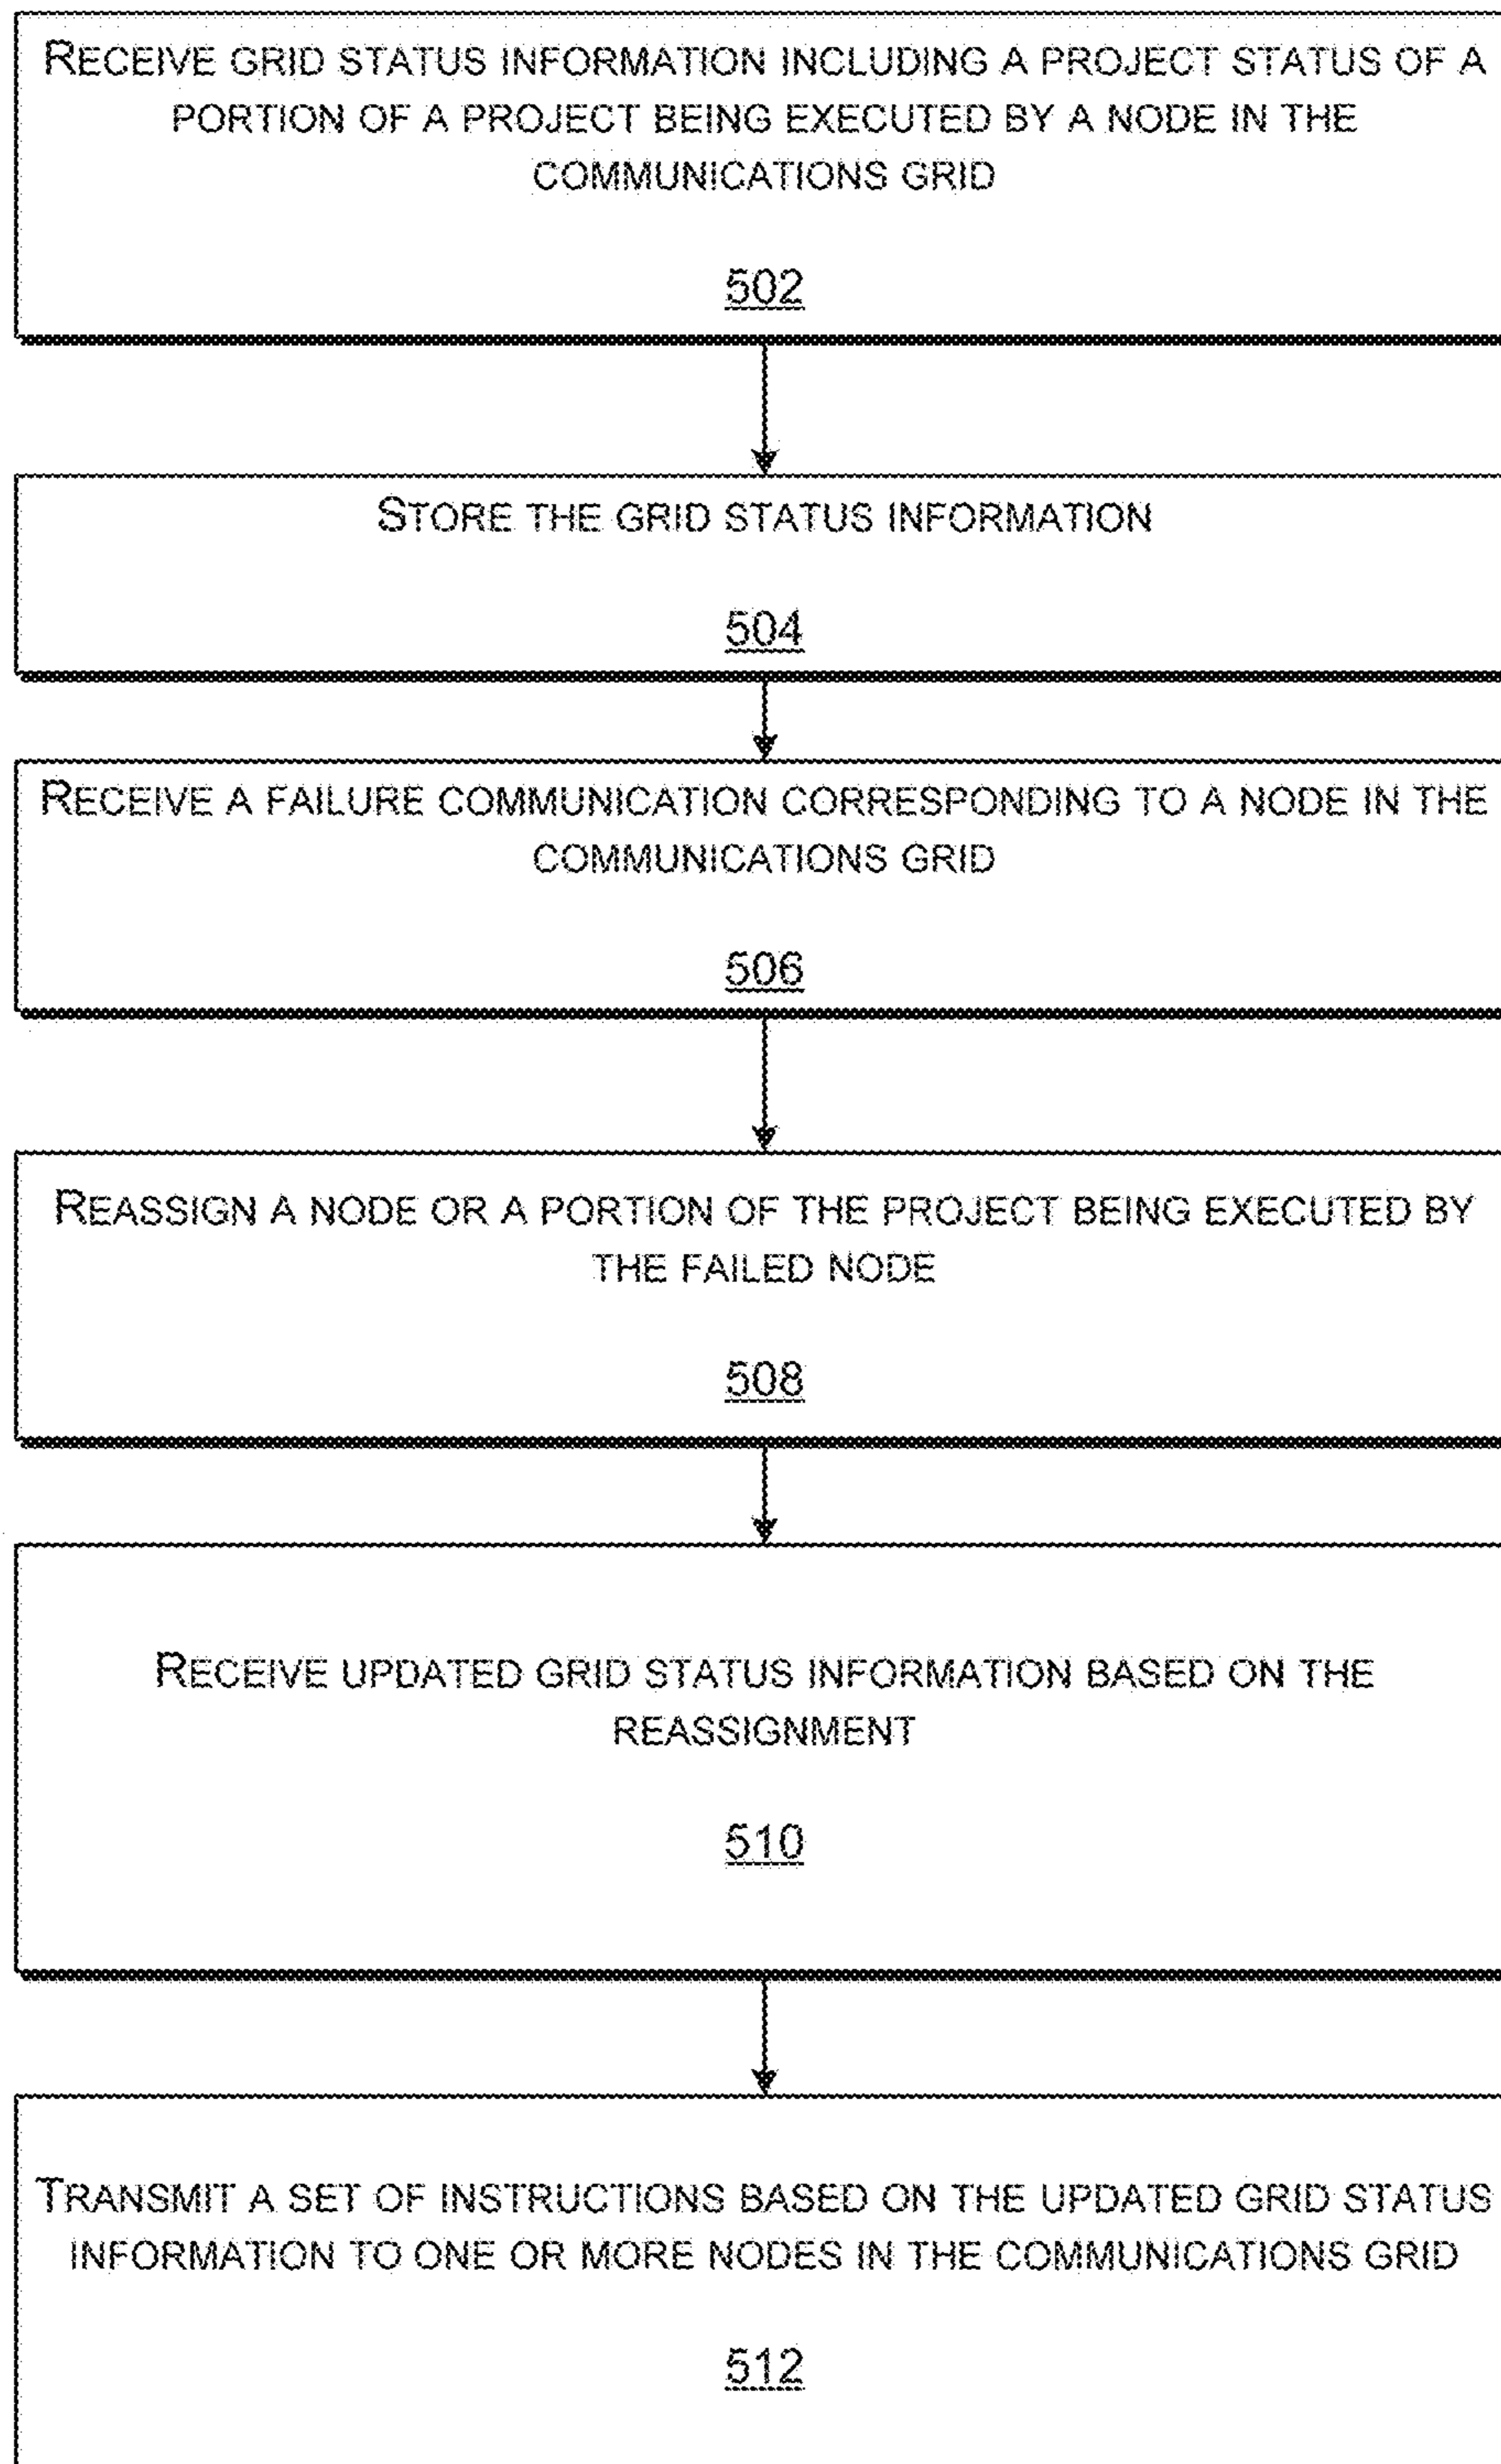 RECEIVE GRID STATUS INFORMATION INCLUDING A PROJECT STATUS OF A
PORTION OF A PROJECT BEING EXECUTED BY A NODE IN THE
COMMUNICATIONS GRID
502
STORE THE GRID STATUS INFORMATION
504
RECEIVE A FAILURE COMMUNICATION CORRESPONDING TO A NODE IN THE
COMMUNICATIONS GRID
506
REASSIGN A NODE OR A PORTION OF THE PROJECT BEING EXECUTED BY
THE FAILED NODE
508
RECEIVE UPDATED GRID STATUS INFORMATION BASED ON THE
REASSIGNMENT
510
TRANSMIT A SET OF INSTRUCTIONS BASED ON THE UPDATED GRID STATUS
INFORMATION TO ONE OR MORE NODES IN THE COMMUNICATIONS GRID
512